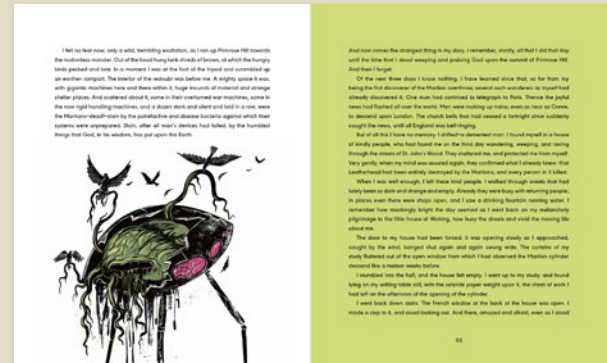 I felt no fear now, only a wild, trembling exultation, as I ran up Primrose Hill towards
the motionless monster. Out of the hood hung lank shreds of brown, at which the hungry
birds pecked and tore. In a moment I was at the foot of the tripod and scrambled up
an earthen rampart. The interior of the redoubt was below me. A mighty space it was,
with gigantic machines here and there within it, huge mounds of material and strange
shelter places. And scattered about it, some in their overturned war-machines, some in
the now rigid handling-machines, and a dozen stark and silent and laid in a row, were
the Martians–dead!–slain by the putrefactive and disease bacteria against which their
systems were unprepared. Slain, after all man's devices had failed, by the humblest
things that God, in his wisdom, has put upon this Earth.
And now comes the strangest thing in my story. I remember, vividly, all that I did that day
until the time that I stood weeping and praising God upon the summit of Primrose Hill.
And then I forget.
Of the next three days I know nothing. I have learned since that, so far from my
being the first discoverer of the Martian overthrow, several such wanderers as myself had
already discovered it. One man had contrived to telegraph to Paris. Thence the joyful
news had flashed all over the world. Men were making up trains, even as near as Crewe,
to descend upon London. The church bells that had ceased a fortnight since suddenly
caught the news, until all England was bell-ringing.
But of all this I have no memory. I drifted–a demented man. I found myself in a house
of kindly people, who had found me on the third day wandering, weeping, and raving
through the streets of St. John's Wood. They sheltered me, and protected me from myself.
Very gently, when my mind was assured again, they confirmed what I already knew: that
Leatherhead had been entirely destroyed by the Martians, and every person in it killed.
When I was well enough, I left these kind people. I walked through streets that had
lately been so dark and strange and empty. Already they were busy with returning people;
in places even there were shops open, and I saw a drinking fountain running water. I
remember how mockingly bright the day seemed as I went back on my melancholy
pilgrimage to the little house at Woking, how busy the streets and vivid the moving life
about me.
The door to my house had been forced; it was opening slowly as I approached,
caught by the wind, banged shut again and again swung wide. The curtains of my
study fluttered out of the open window from which I had observed the Martian cylinder
descend like a meteor weeks before.
I stumbled into the hall, and the house felt empty. I went up to my study, and found
lying on my writing-table still, with the selenite paper weight upon it, the sheet of work I
had left on the afternoon of the opening of the cylinder.
I went back down stairs. The French window at the back of the house was open. I
made a step to it, and stood looking out. And there, amazed and afraid, even as I stood